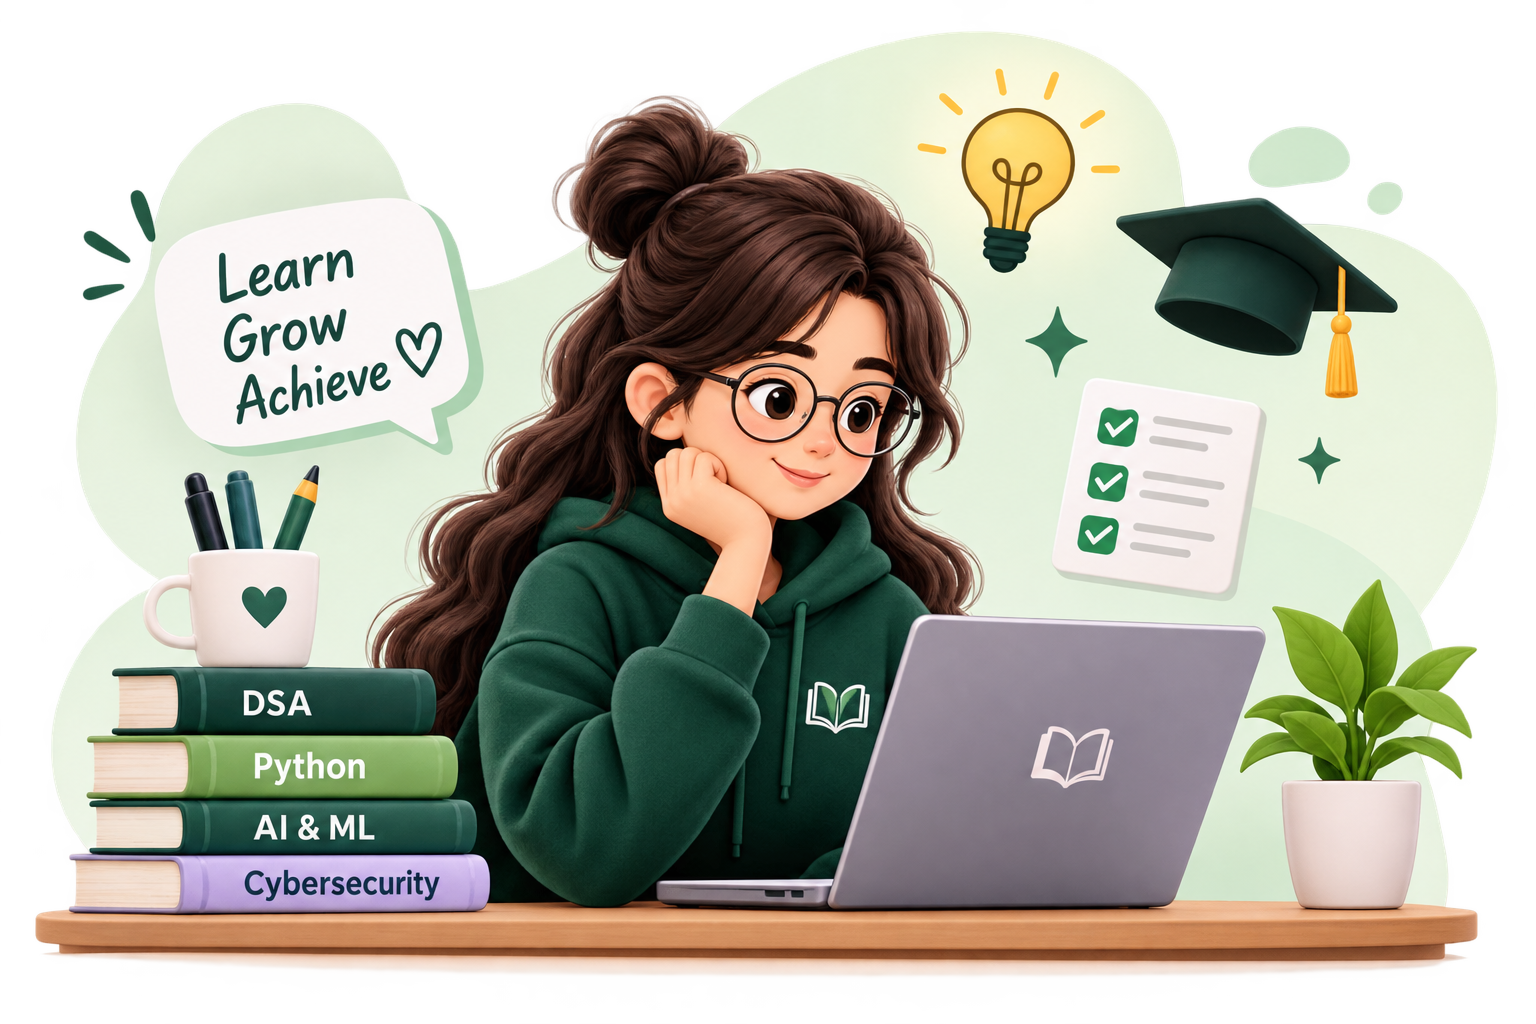 Learn
Grow
Achieve
DSA
Python
AI & ML
Cybersecurity